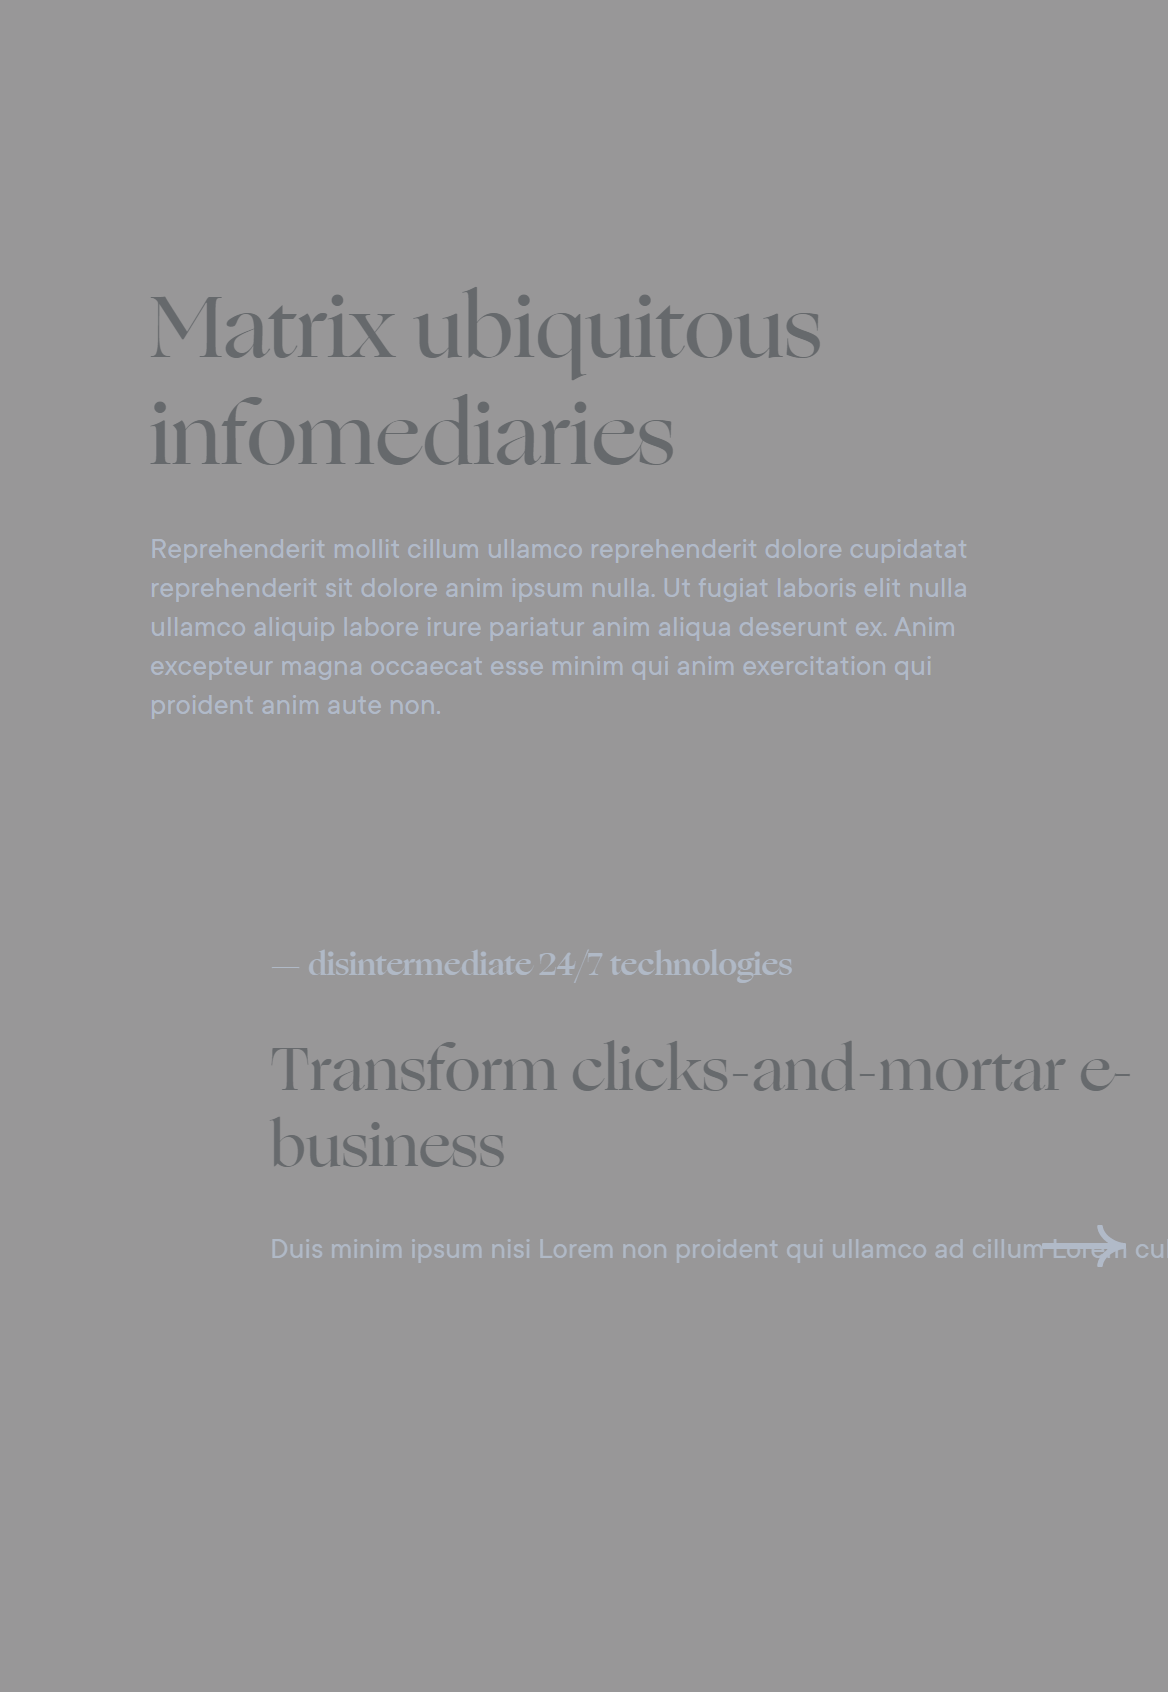 Matrix ubiquitous
infomediaries
Reprehenderit mollit cillum ullamco reprehenderit dolore cupidatat
reprehenderit sit dolore anim ipsum nulla. Ut fugiat laboris elit nulla
ullamco aliquip labore irure pariatur anim aliqua deserunt ex. Anim
excepteur magna occaecat esse minim qui anim exercitation qui
proident anim aute non.
— disintermediate 24/7 technologies
Transform clicks-and-mortar e-
business
Duis minim ipsum nisi Lorem non proident qui ullamco ad cillum Lorem